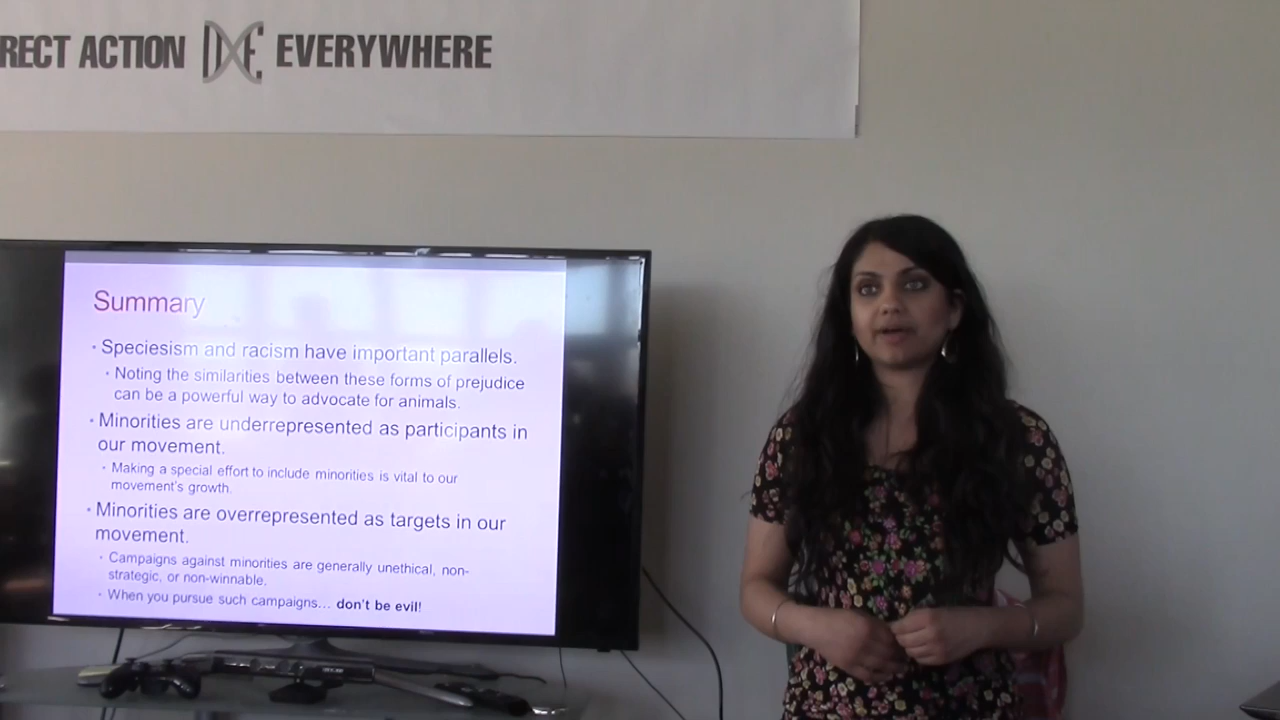 RECT ACTION DXE EVERYWHERE
Summary
• Speciesism and racism have important parallels.
• Noting the similarities between these forms of prejudice
can be a powerful way to advocate for animals.
• Minorities are underrepresented as participants in
our movement.
• Making a special effort to include minorities is vital to our
movement's growth.
• Minorities are overrepresented as targets in our
movement.
• Campaigns against minorities are generally unethical, non-
strategic, or non-winnable.
• When you pursue such campaigns… don't be evil!